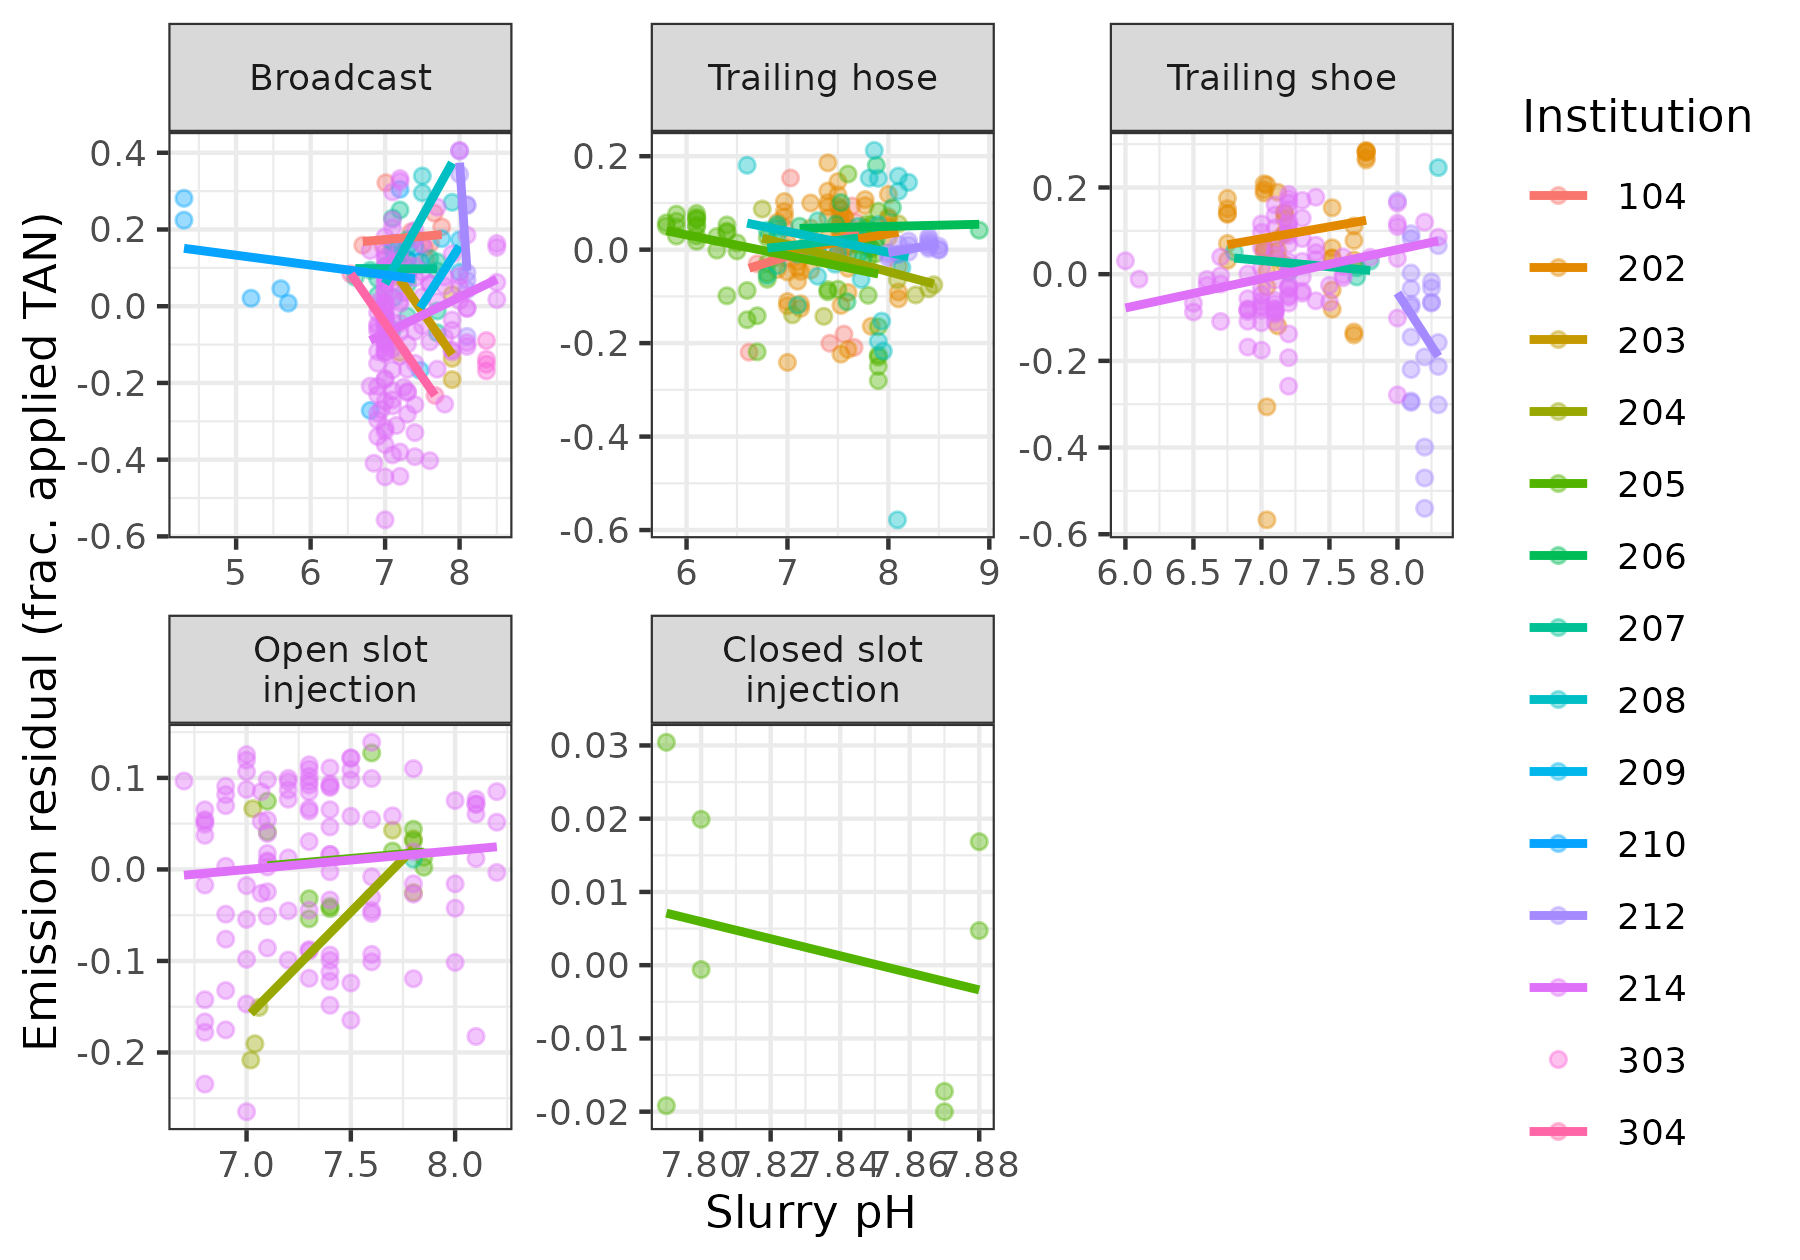 Broadcast
Trailing hose
Trailing shoe
Institution
0.4
0.2
0.0
-0.2
-0.4
-0.6
5 6 7 8
0.2
0.0
-0.2
-0.4
-0.6
6 7 8 9
0.2
0.0
-0.2
-0.4
-0.6
6.0 6.5 7.0 7.5 8.0
Open slot
injection
0.1
0.0
-0.1
-0.2
7.0 7.5 8.0
Closed slot
injection
0.03
0.02
0.01
0.00
-0.01
-0.02
7.80 7.82 7.84 7.86 7.88
Slurry pH
Emission residual (frac. applied TAN)
104
202
203
204
205
206
207
208
209
210
212
214
303
304